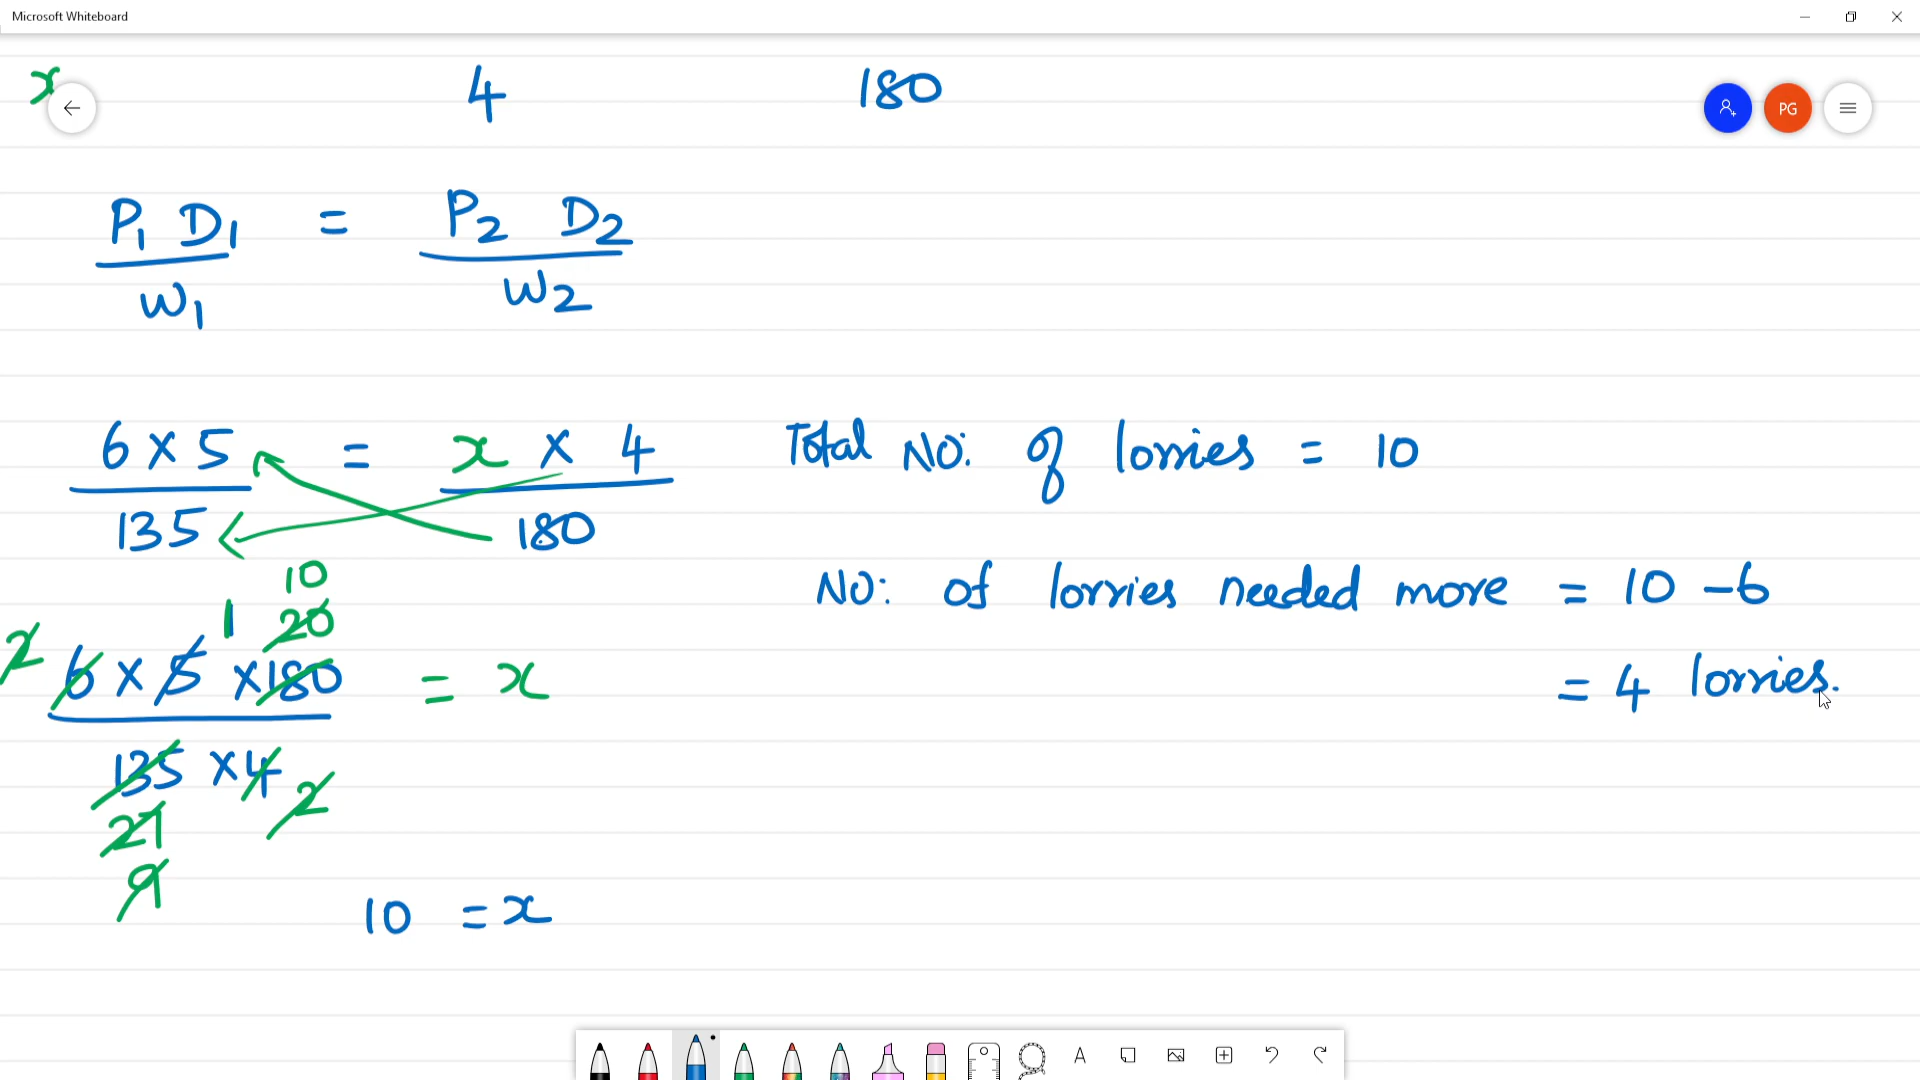 Microsoft Whiteboard
x 4 180
PG
P1 D1 = P2 D2
W1 W2
6 x 5 = x x 4
135 180
Total No: of lorries = 10
No: of lorries needed more = 10 - 6
= 4 lorries.
10
1 20
2 6 x 5 x 180 = x
135 x 4 2
27
9
10 = x
A